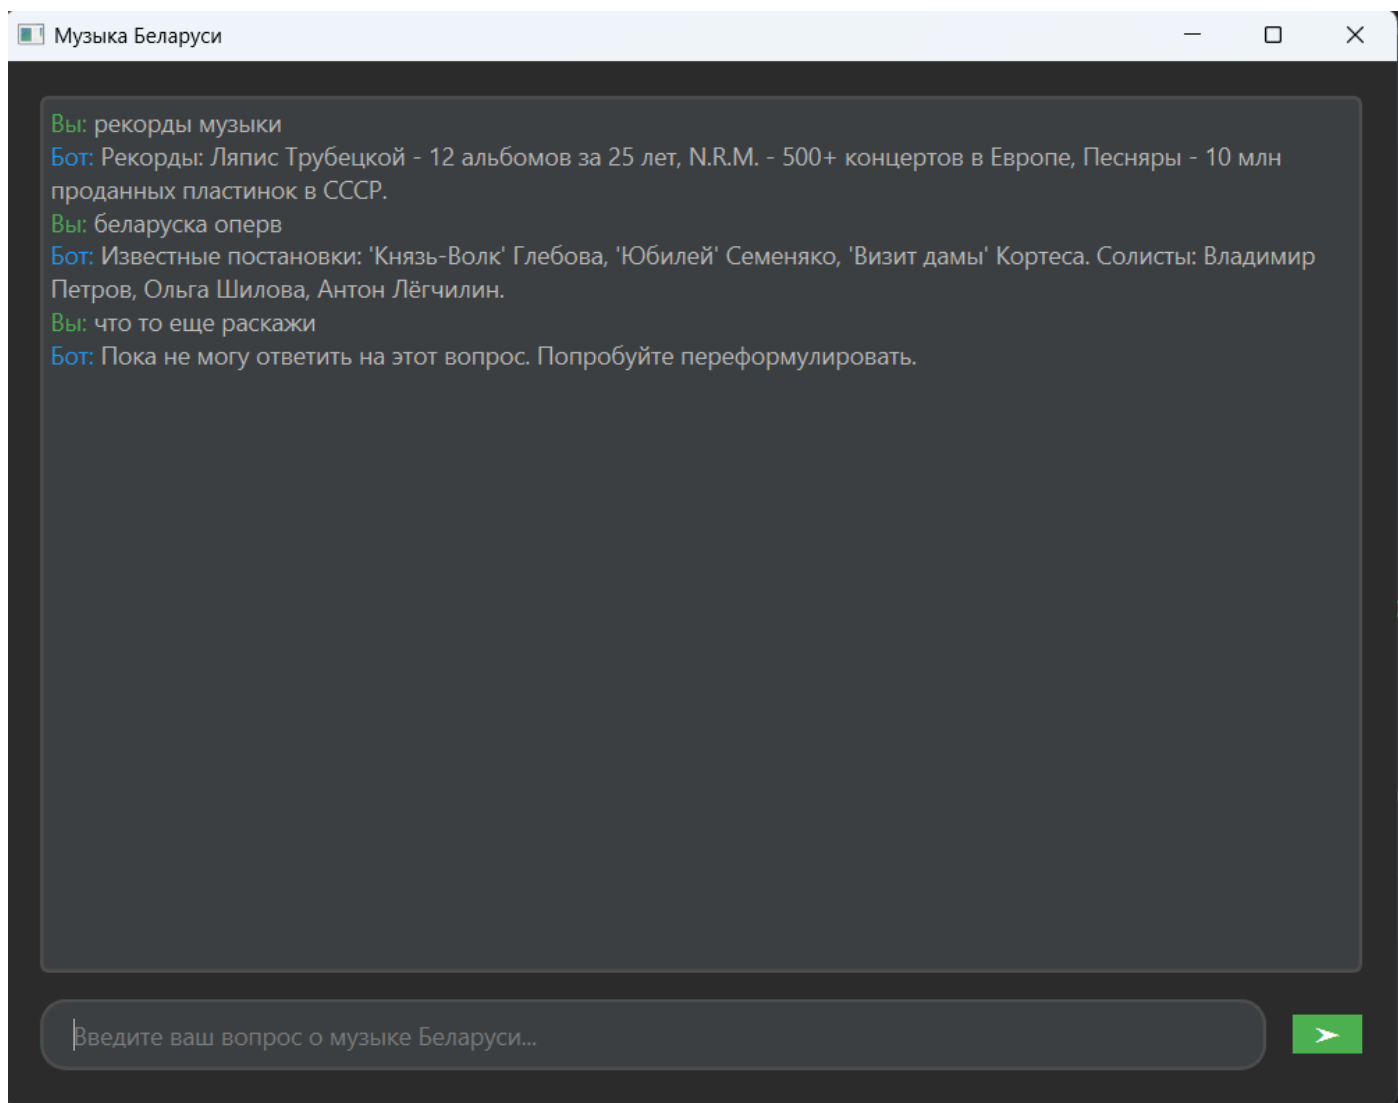 Музыка Беларуси
Вы: рекорды музыки
Бот: Рекорды: Ляпис Трубецкой - 12 альбомов за 25 лет, N.R.M. - 500+ концертов в Европе, Песняры - 10 млн
проданных пластинок в СССР.
Вы: беларуска оперв
Бот: Известные постановки: 'Князь-Волк' Глебова, 'Юбилей' Семеняко, 'Визит дамы' Кортеса. Солисты: Владимир
Петров, Ольга Шилова, Антон Лёгчилин.
Вы: что то еще раскажи
Бот: Пока не могу ответить на этот вопрос. Попробуйте переформулировать.
Введите ваш вопрос о музыке Беларуси...